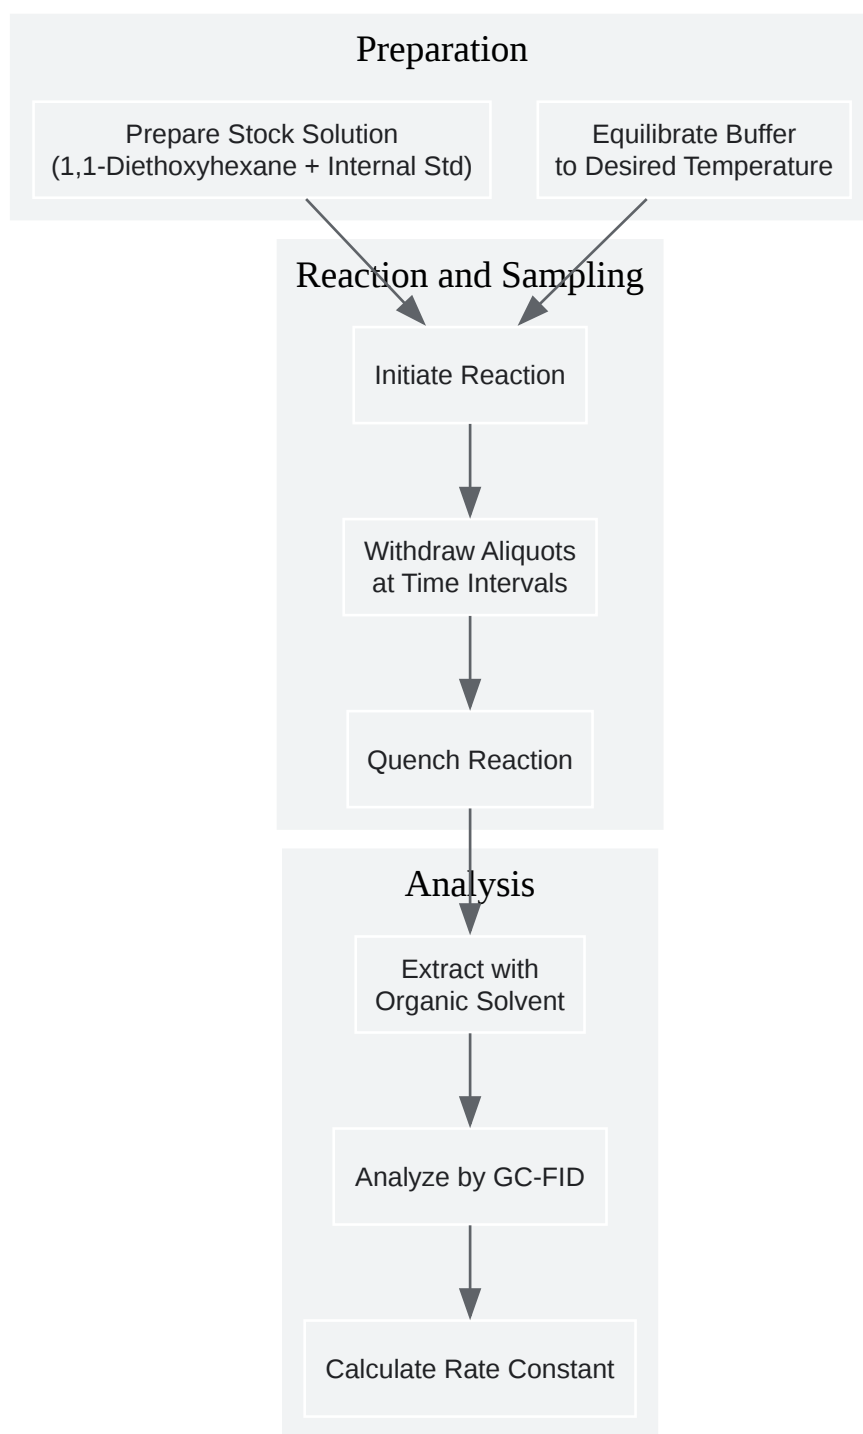 Preparation
Prepare Stock Solution
(1,1-Diethoxyhexane + Internal Std)
Equilibrate Buffer
to Desired Temperature
Reaction and Sampling
Initiate Reaction
Withdraw Aliquots
at Time Intervals
Quench Reaction
Analysis
Extract with
Organic Solvent
Analyze by GC-FID
Calculate Rate Constant